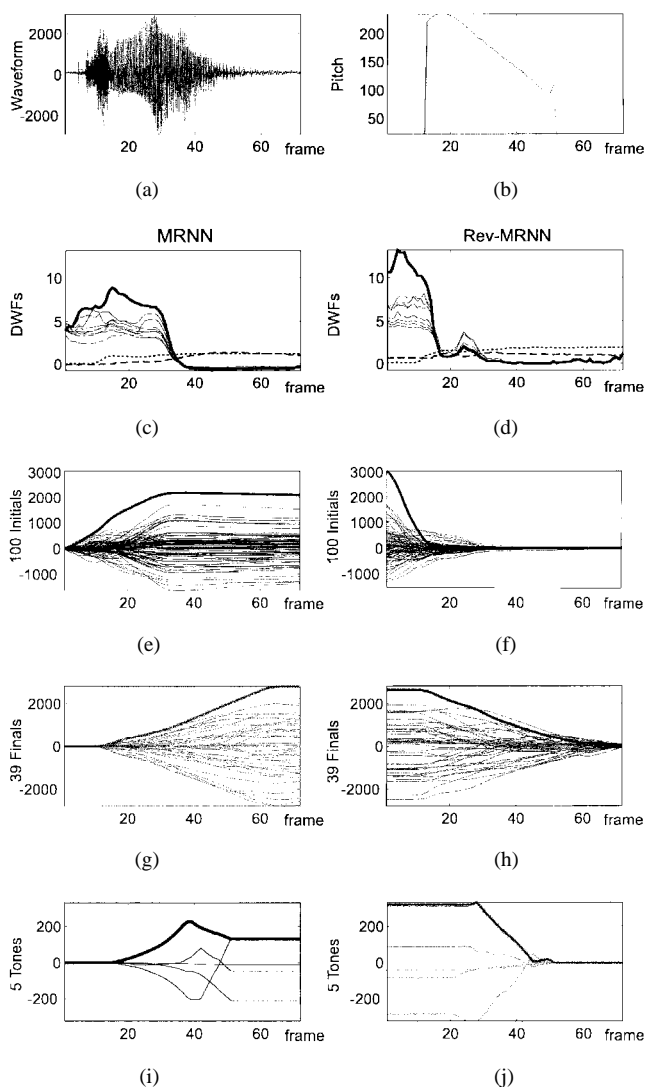 Waveform
2000
0
-2000
20 40 60 frame
(a)
Pitch
200
150
100
50
20 40 60 frame
(b)
MRNN
DWFs
10
5
0
20 40 60 frame
(c)
Rev-MRNN
DWFs
10
5
0
20 40 60 frame
(d)
100 Initials
3000
2000
1000
0
-1000
20 40 60 frame
(e)
100 Initials
3000
2000
1000
0
-1000
20 40 60 frame
(f)
39 Finals
2000
0
-2000
20 40 60 frame
(g)
39 Finals
2000
0
-2000
20 40 60 frame
(h)
5 Tones
200
0
-200
20 40 60 frame
(i)
5 Tones
200
0
-200
20 40 60 frame
(j)